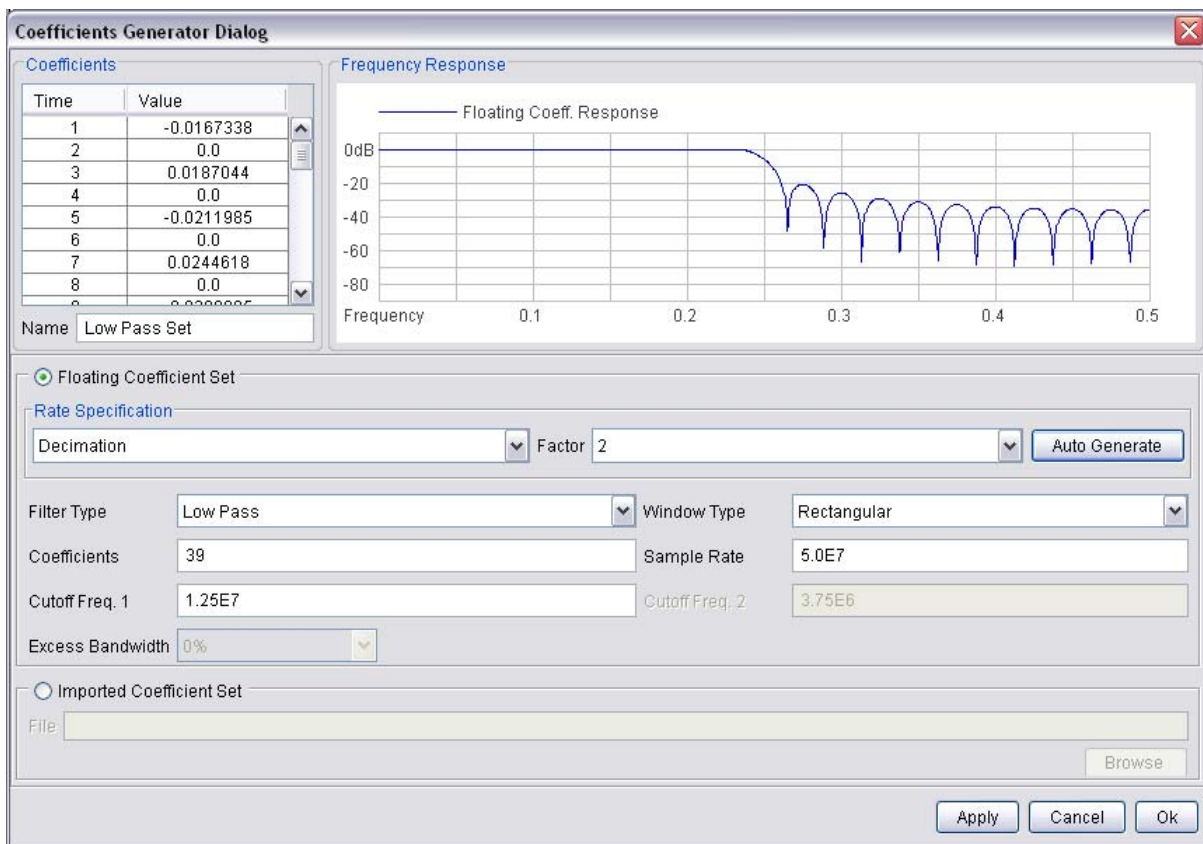 Coefficients Generator Dialog
Coefficients
Time Value
1 -0.0167338
2 0.0
3 0.0187044
4 0.0
5 -0.0211985
6 0.0
7 0.0244618
8 0.0
Name Low Pass Set
Frequency Response
Floating Coeff. Response
0dB
-20
-40
-60
-80
Frequency 0.1 0.2 0.3 0.4 0.5
Floating Coefficient Set
Rate Specification
Decimation Factor 2 Auto Generate
Filter Type Low Pass Window Type Rectangular
Coefficients 39 Sample Rate 5.0E7
Cutoff Freq. 1 1.25E7 Cutoff Freq. 2 3.75E6
Excess Bandwidth 0%
Imported Coefficient Set
File
Browse
Apply Cancel Ok